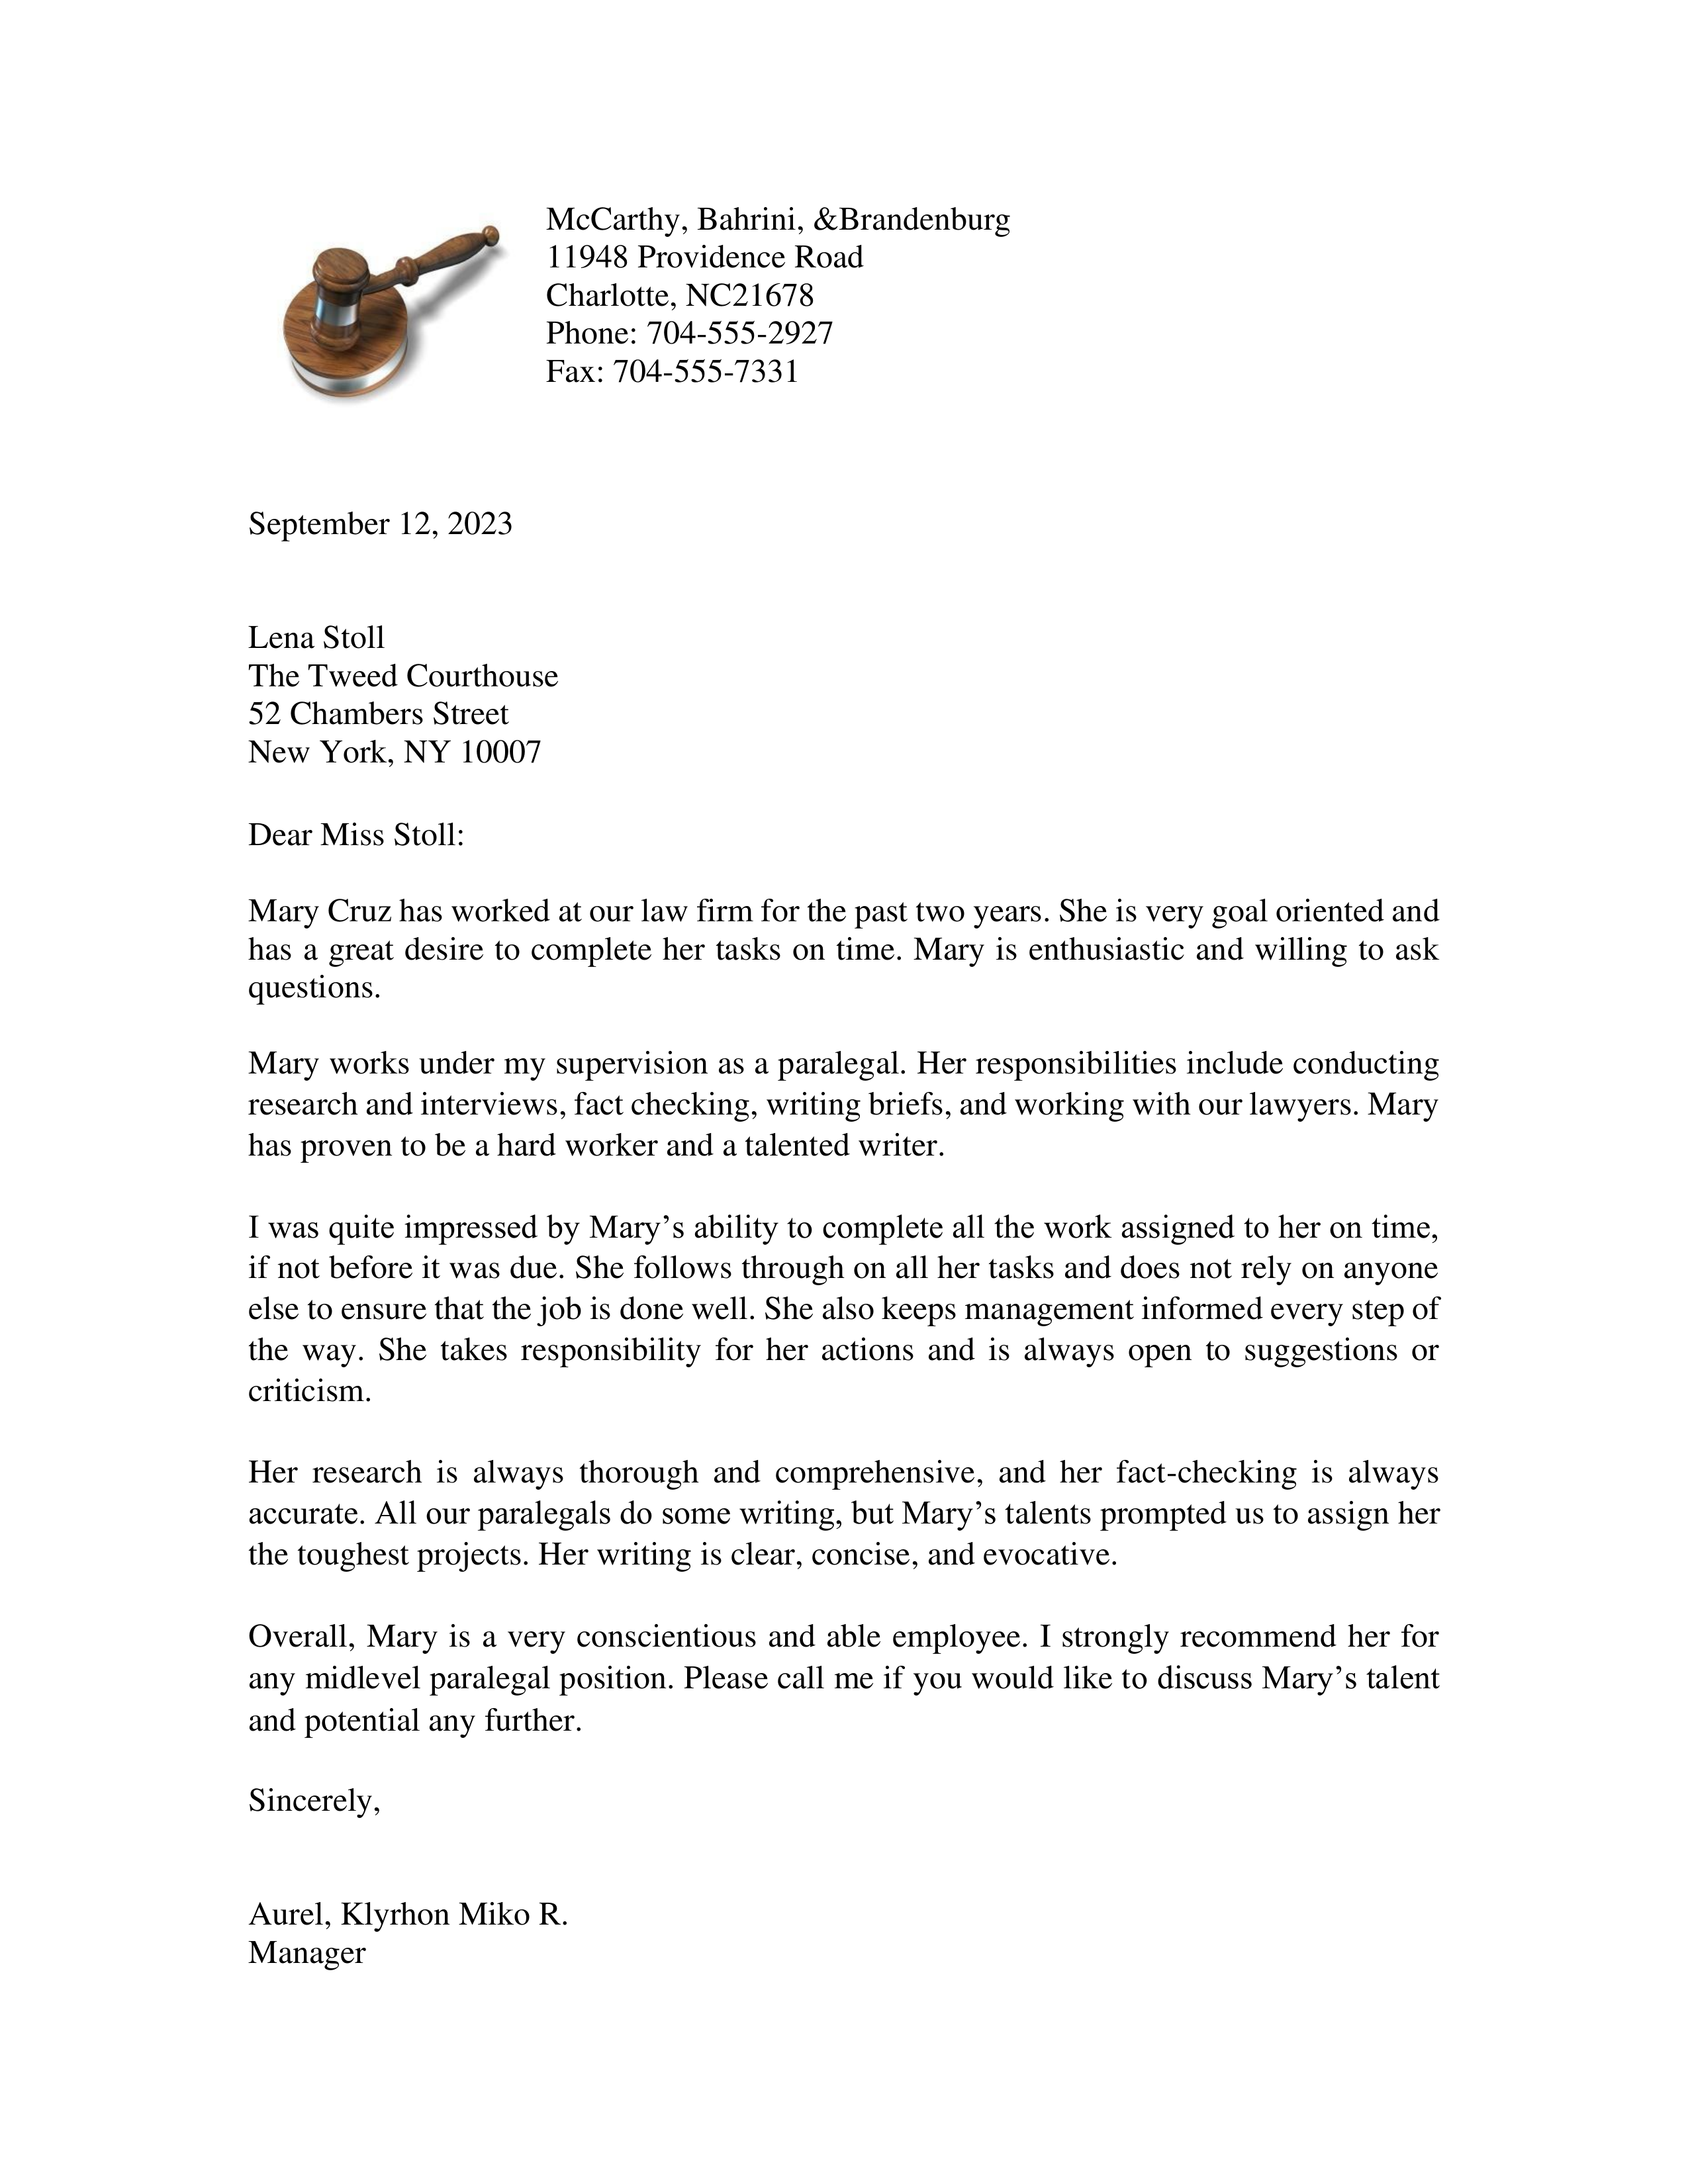 McCarthy, Bahrini, &Brandenburg
11948 Providence Road
Charlotte, NC21678
Phone: 704-555-2927
Fax: 704-555-7331
September 12, 2023
Lena Stoll
The Tweed Courthouse
52 Chambers Street
New York, NY 10007
Dear Miss Stoll:
Mary Cruz has worked at our law firm for the past two years. She is very goal oriented and
has a great desire to complete her tasks on time. Mary is enthusiastic and willing to ask
questions.
Mary works under my supervision as a paralegal. Her responsibilities include conducting
research and interviews, fact checking, writing briefs, and working with our lawyers. Mary
has proven to be a hard worker and a talented writer.
I was quite impressed by Mary’s ability to complete all the work assigned to her on time,
if not before it was due. She follows through on all her tasks and does not rely on anyone
else to ensure that the job is done well. She also keeps management informed every step of
the way. She takes responsibility for her actions and is always open to suggestions or
criticism.
Her research is always thorough and comprehensive, and her fact-checking is always
accurate. All our paralegals do some writing, but Mary’s talents prompted us to assign her
the toughest projects. Her writing is clear, concise, and evocative.
Overall, Mary is a very conscientious and able employee. I strongly recommend her for
any midlevel paralegal position. Please call me if you would like to discuss Mary’s talent
and potential any further.
Sincerely,
Aurel, Klyrhon Miko R.
Manager